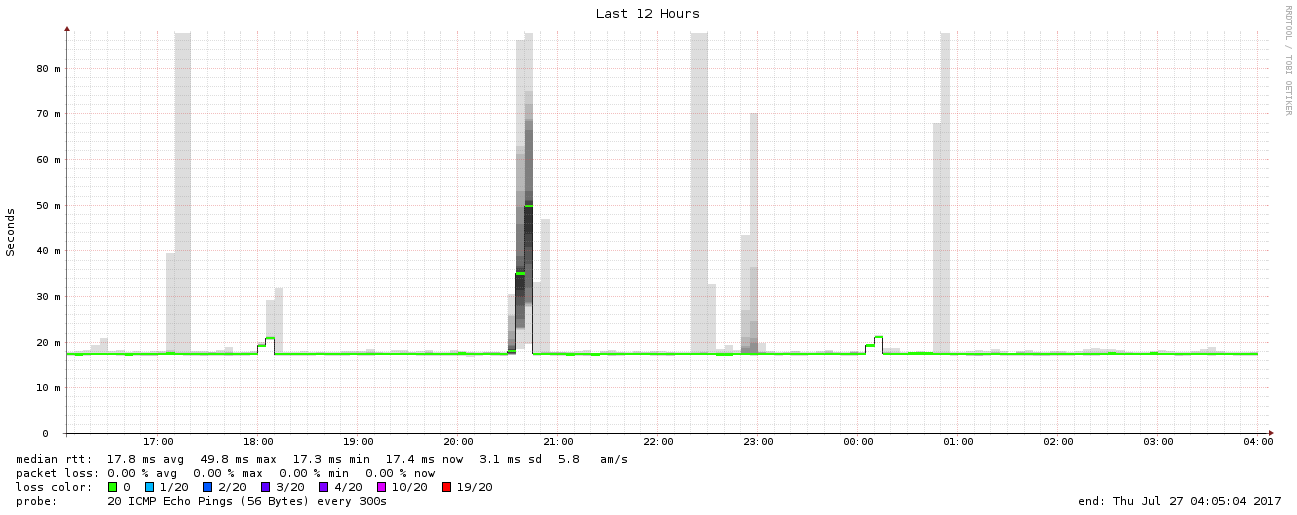 Last 12 Hours
RRDTOOL / TOBI OETIKER
Seconds
80 m
70 m
60 m
50 m
40 m
30 m
20 m
10 m
0
17:00 18:00 19:00 20:00 21:00 22:00 23:00 00:00 01:00 02:00 03:00 04:00
median rtt: 17.8 ms avg 49.8 ms max 17.3 ms min 17.4 ms now 3.1 ms sd 5.8 am/s
packet loss: 0.00 % avg 0.00 % max 0.00 % min 0.00 % now
loss color: 0 1/20 2/20 3/20 4/20 10/20 19/20
probe: 20 ICMP Echo Pings (56 Bytes) every 300s end: Thu Jul 27 04:05:04 2017